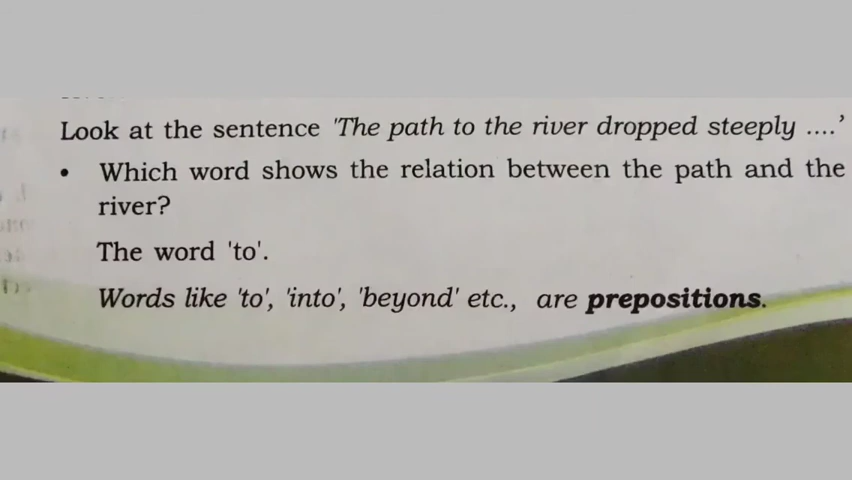 Look at the sentence 'The path to the river dropped steeply ....'
• Which word shows the relation between the path and the
river?
The word 'to'.
Words like 'to', 'into', 'beyond' etc., are prepositions.